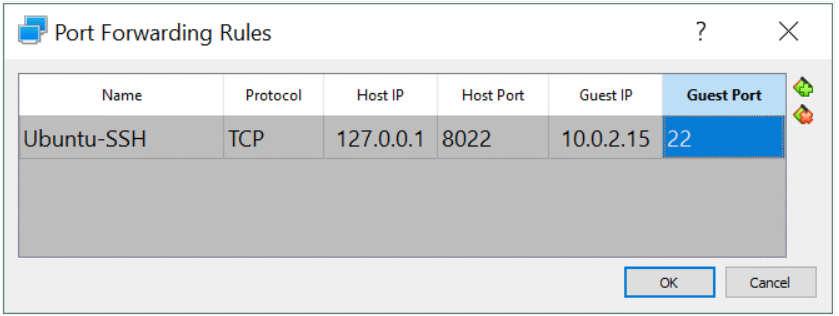 Port Forwarding Rules ?
Name Protocol Host IP Host Port Guest IP Guest Port
Ubuntu-SSH TCP 127.0.0.1 8022 10.0.2.15 22
OK Cancel